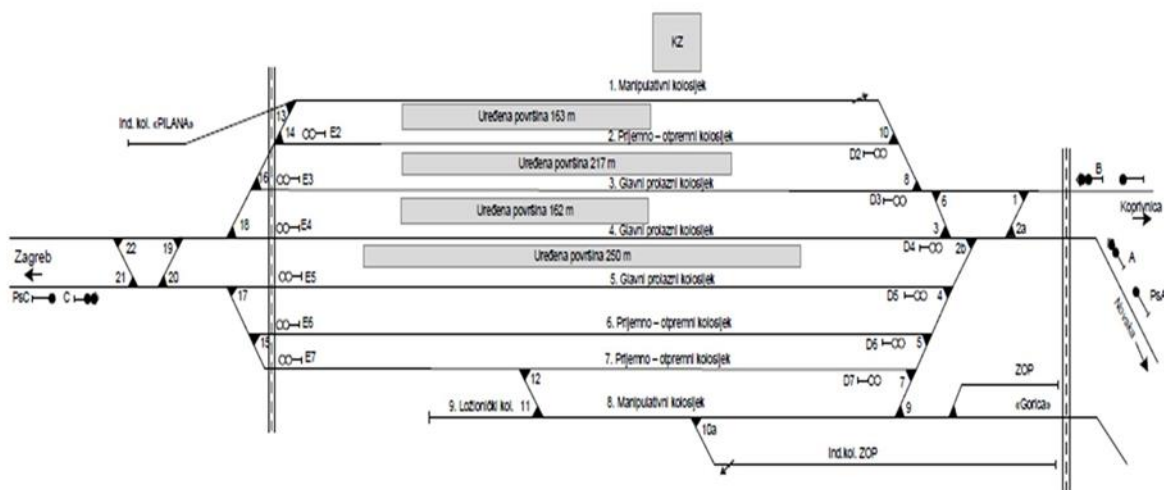 KZ
1. Manipulativni kolosijek
13
Ind. kol. «PILANA»
Uređena površina 163 m
14
E2
2. Prijemno – otpremni kolosijek
10
D2
B
Uređena površina 217 m
16
E3
3. Glavni prolazni kolosijek
8
D3
6
1
Koprivnica
Uređena površina 162 m
18
E4
4. Glavni prolazni kolosijek
3
2a
22
19
D4
2b
Zagreb
Uređena površina 250 m
A
21
20
E5
5. Glavni prolazni kolosijek
PsC
C
17
D5
4
PsA
Novska
E6
6. Prijemno – otpremni kolosijek
15
D6
5
E7
7. Prijemno – otpremni kolosijek
12
D7
7
ZOP
9. Ložionički kol.
11
8. Manipulativni kolosijek
9
«Gorica»
10a
Ind.kol. ZOP